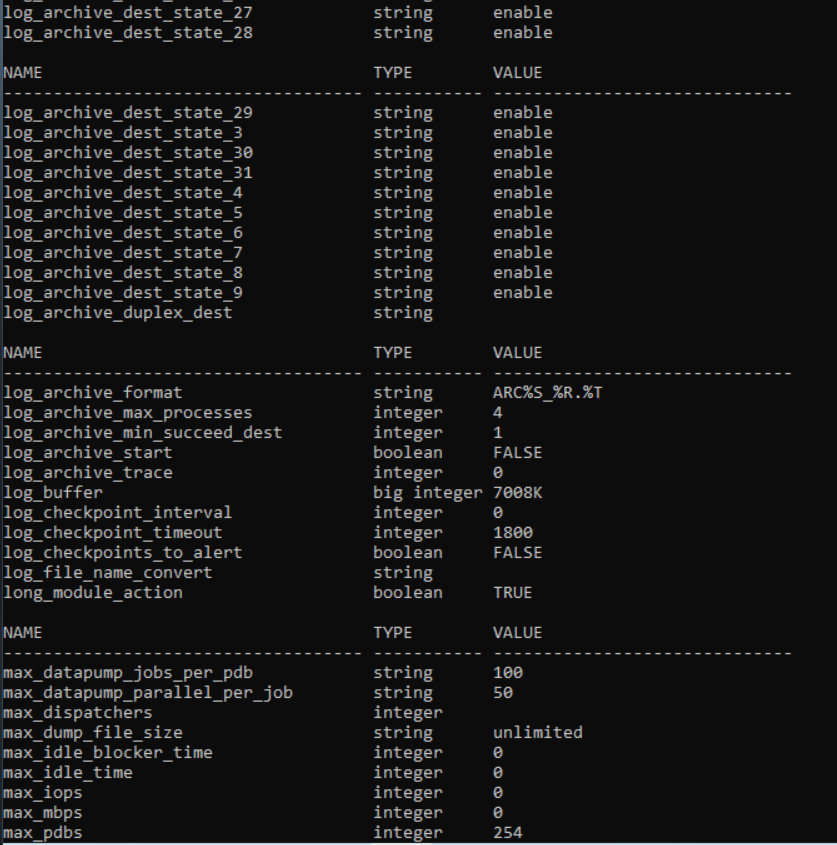 log_archive_dest_state_27            string      enable
log_archive_dest_state_28            string      enable
NAME                                 TYPE        VALUE
------------------------------------ ----------- ------------------------------
log_archive_dest_state_29            string      enable
log_archive_dest_state_3             string      enable
log_archive_dest_state_30            string      enable
log_archive_dest_state_31            string      enable
log_archive_dest_state_4             string      enable
log_archive_dest_state_5             string      enable
log_archive_dest_state_6             string      enable
log_archive_dest_state_7             string      enable
log_archive_dest_state_8             string      enable
log_archive_dest_state_9             string      enable
log_archive_duplex_dest              string
NAME                                 TYPE        VALUE
------------------------------------ ----------- ------------------------------
log_archive_format                   string      ARC%S_%R.%T
log_archive_max_processes            integer     4
log_archive_min_succeed_dest         integer     1
log_archive_start                    boolean     FALSE
log_archive_trace                    integer     0
log_buffer                           big integer 7008K
log_checkpoint_interval              integer     0
log_checkpoint_timeout               integer     1800
log_checkpoints_to_alert             boolean     FALSE
log_file_name_convert                string
long_module_action                   boolean     TRUE
NAME                                 TYPE        VALUE
------------------------------------ ----------- ------------------------------
max_datapump_jobs_per_pdb            string      100
max_datapump_parallel_per_job        string      50
max_dispatchers                      integer
max_dump_file_size                   string      unlimited
max_idle_blocker_time                integer     0
max_idle_time                        integer     0
max_iops                             integer     0
max_mbps                             integer     0
max_pdbs                             integer     254